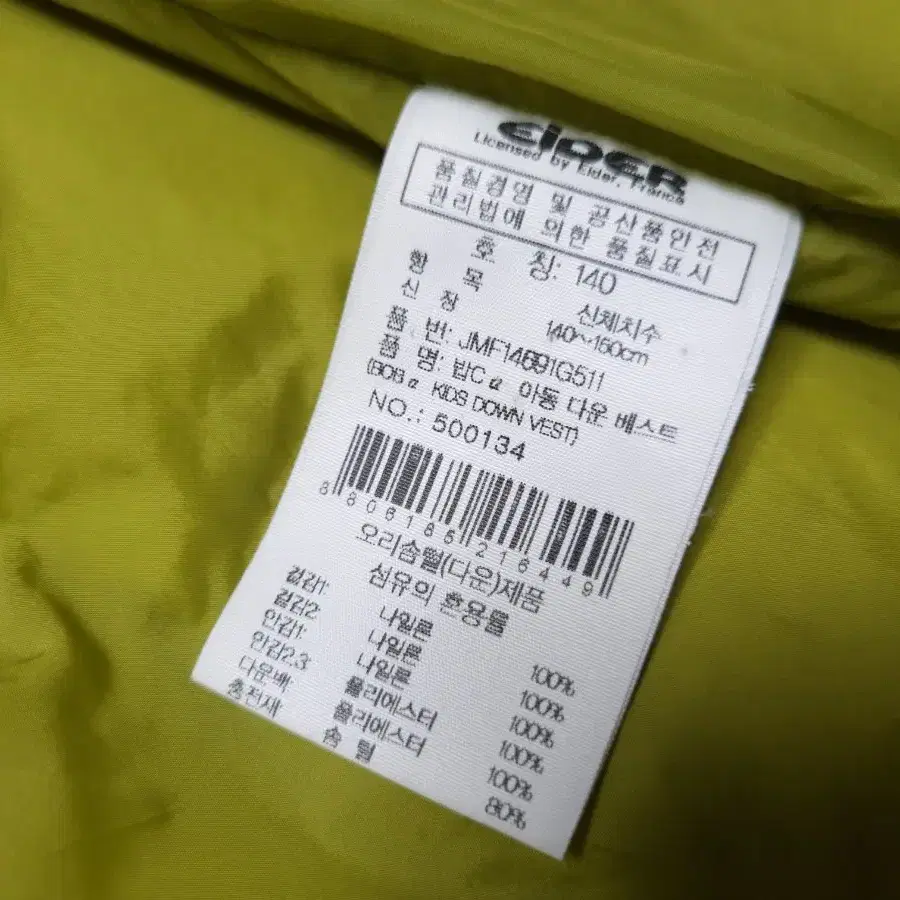 EIDER
Licensed by Eider, France
품질경영 및 공산품안전
관리법에 의한 품질표시
호 칭: 140
항 목 신체치수
신 장 140~160cm
품 번: JMF14691G511
품 명: 밥C2 아동 다운 베스트
(BOB2 KIDS DOWN VEST)
NO.: 500134
8806185216449
오리솜털(다운)제품
섬유의 혼용률
겉감1: 나일론 100%
겉감2: 나일론 100%
안감1: 나일론 100%
안감2.3: 폴리에스터 100%
다운백: 폴리에스터 100%
충전재: 솜 털 80%